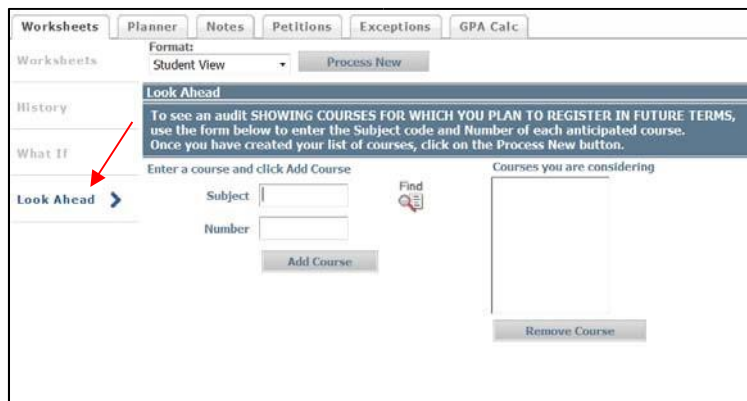 Worksheets Planner Notes Petitions Exceptions GPA Calc
Worksheets
History
What If
Look Ahead
Format:
Student View
Process New
Look Ahead
To see an audit SHOWING COURSES FOR WHICH YOU PLAN TO REGISTER IN FUTURE TERMS,
use the form below to enter the Subject code and Number of each anticipated course.
Once you have created your list of courses, click on the Process New button.
Enter a course and click Add Course
Subject
Find
Number
Add Course
Courses you are considering
Remove Course